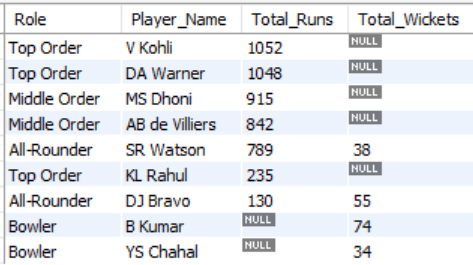 Role Player_Name Total_Runs Total_Wickets
Top Order V Kohli 1052 NULL
Top Order DA Warner 1048 NULL
Middle Order MS Dhoni 915 NULL
Middle Order AB de Villiers 842 NULL
All-Rounder SR Watson 789 38
Top Order KL Rahul 235 NULL
All-Rounder DJ Bravo 130 55
Bowler B Kumar NULL 74
Bowler YS Chahal NULL 34